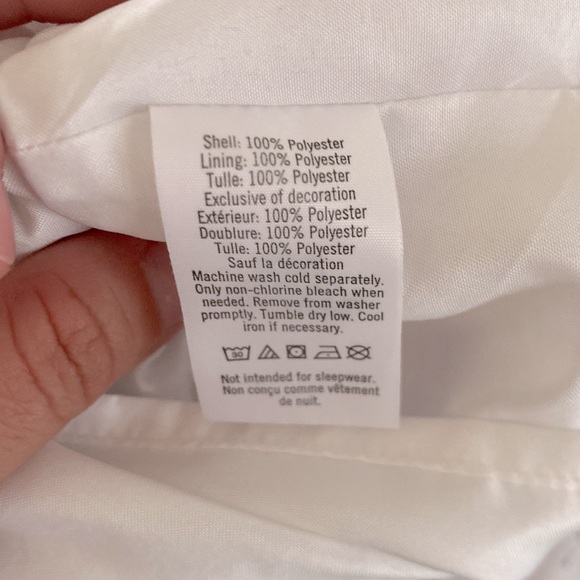 Shell: 100% Polyester
Lining: 100% Polyester
Tulle: 100% Polyester
Exclusive of decoration
Extérieur: 100% Polyester
Doublure: 100% Polyester
Tulle: 100% Polyester
Sauf la décoration
Machine wash cold separately.
Only non-chlorine bleach when
needed. Remove from washer
promptly. Tumble dry low. Cool
iron if necessary.
30
Not intended for sleepwear.
Non conçu comme vêtement
de nuit.